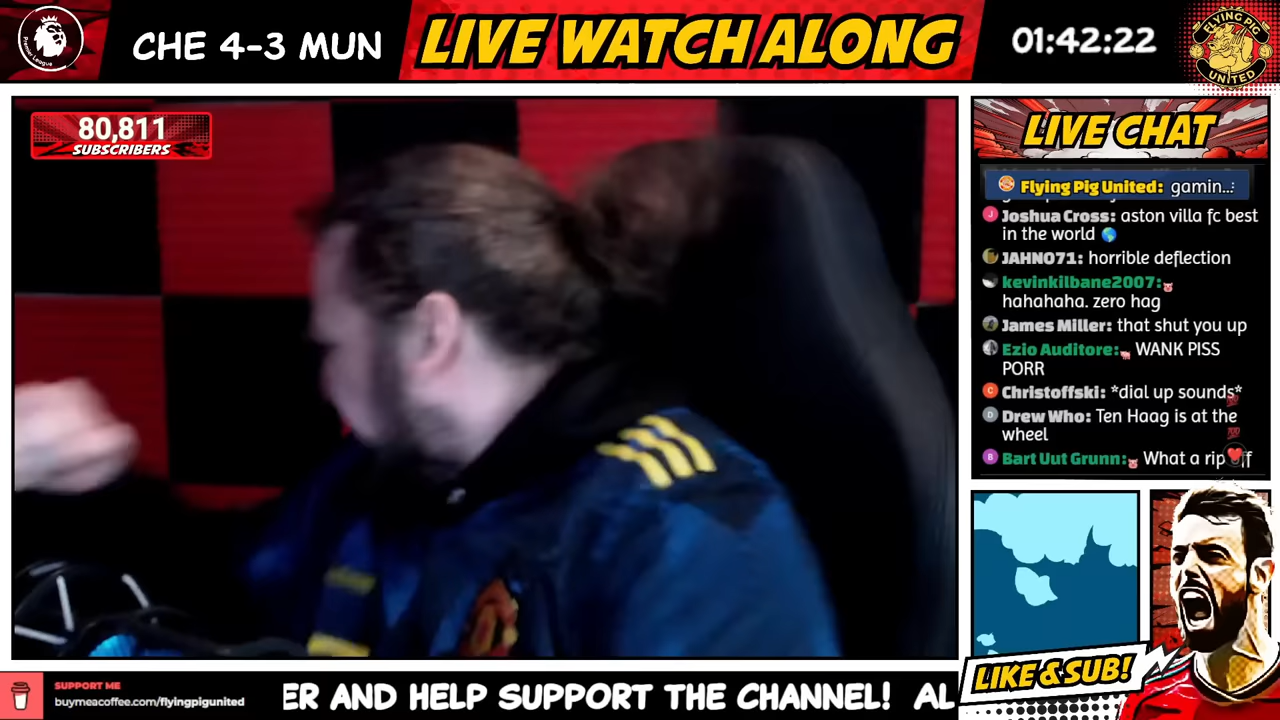 Premier League
CHE 4-3 MUN
LIVE WATCH ALONG
01:42:22
FLYING PIG
UNITED
80,811
SUBSCRIBERS
LIVE CHAT
Flying Pig United: gamin...
Joshua Cross: aston villa fc best
in the world 🌎
JAHNO71: horrible deflection
kevinkilbane2007:
hahahaha. zero hag
James Miller: that shut you up
Ezio Auditore: WANK PISS
PORR
Christoffski: *dial up sounds*
Drew Who: Ten Haag is at the
wheel
Bart Uut Grunn: What a rip
LIKE & SUB!
SUPPORT ME
buymeacoffee.com/flyingpigunited
ER AND HELP SUPPORT THE CHANNEL! AL